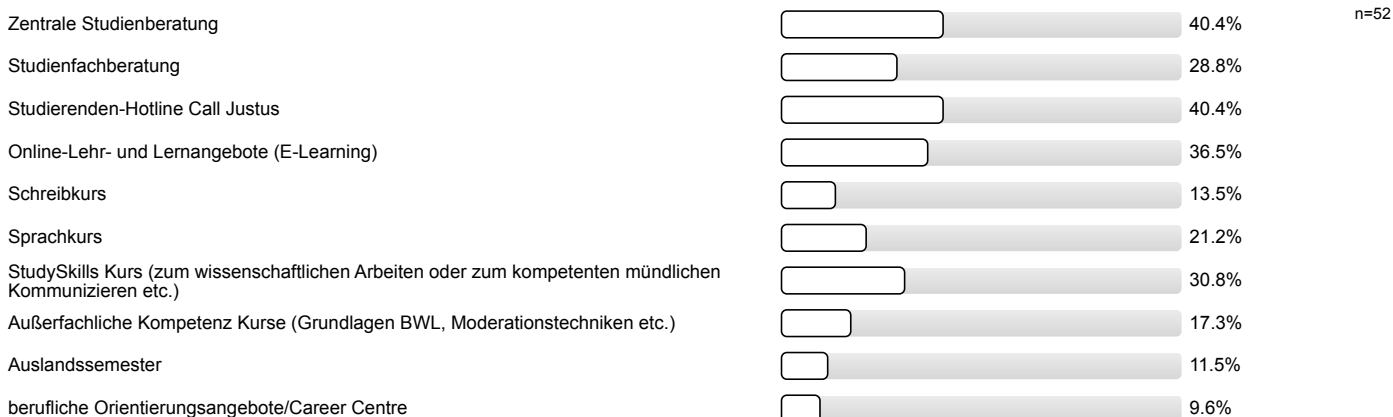 Zentrale Studienberatung 40.4% n=52
Studienfachberatung 28.8%
Studierenden-Hotline Call Justus 40.4%
Online-Lehr- und Lernangebote (E-Learning) 36.5%
Schreibkurs 13.5%
Sprachkurs 21.2%
StudySkills Kurs (zum wissenschaftlichen Arbeiten oder zum kompetenten mündlichen
Kommunizieren etc.) 30.8%
Außerfachliche Kompetenz Kurse (Grundlagen BWL, Moderationstechniken etc.) 17.3%
Auslandssemester 11.5%
berufliche Orientierungsangebote/Career Centre 9.6%